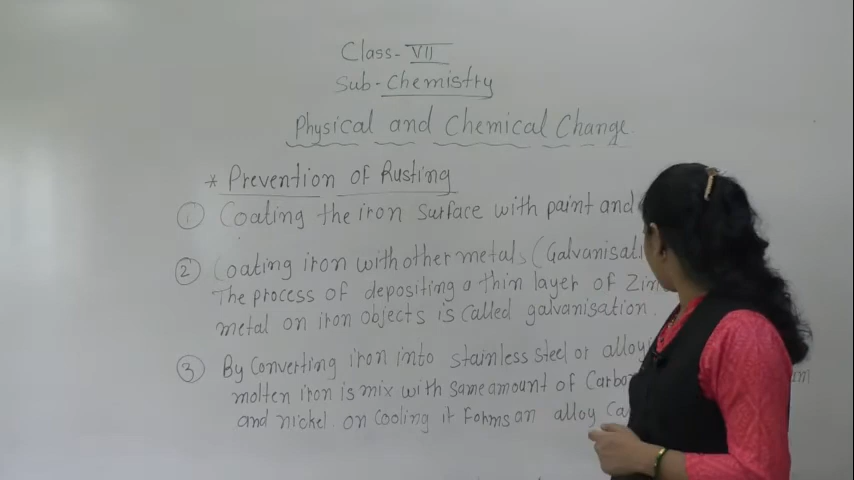 Class- VII
Sub- Chemistry
Physical and Chemical Change
* Prevention of Rusting
① Coating the iron surface with paint and
② Coating iron with other metals (Galvanisati
The process of depositing a thin layer of Zin
metal on iron objects is called galvanisation.
③ By Converting iron into stainless steel or alloy
molten iron is mix with same amount of Carbo
and nickel. on cooling it forms an alloy Ca